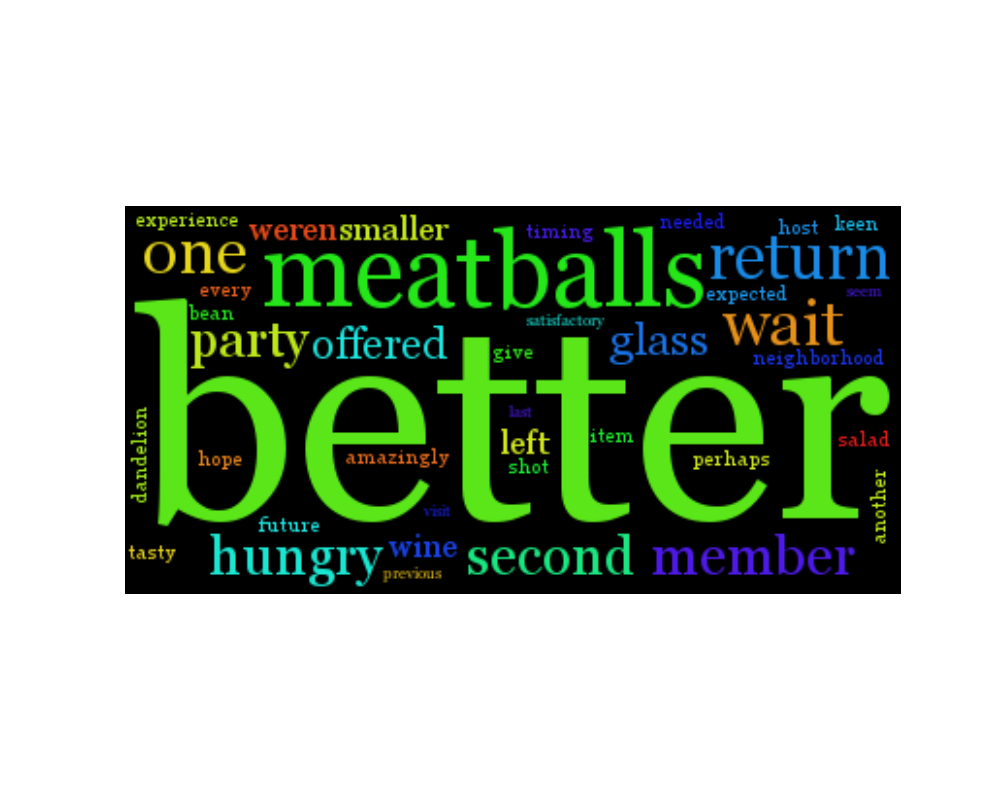 experience
weren smaller
timing
needed
host
keen
one
meatballs
return
every
expected
seem
bean
satisfactory
wait
party offered
give
glass
neighborhood
better
dandelion
last
left
item
salad
hope
amazingly
shot
perhaps
another
visit
future
tasty
hungry
wine
previous
second
member